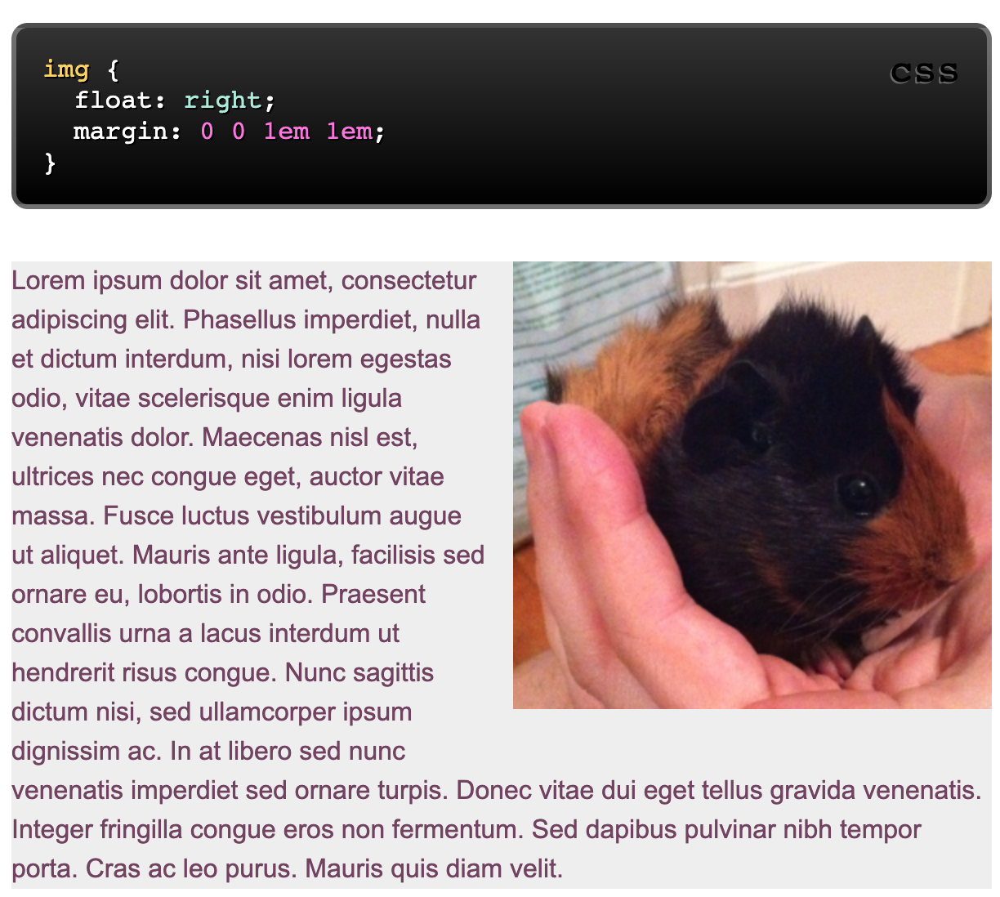 img {
css
  float: right;
  margin: 0 0 1em 1em;
}
Lorem ipsum dolor sit amet, consectetur
adipiscing elit. Phasellus imperdiet, nulla
et dictum interdum, nisi lorem egestas
odio, vitae scelerisque enim ligula
venenatis dolor. Maecenas nisl est,
ultrices nec congue eget, auctor vitae
massa. Fusce luctus vestibulum augue
ut aliquet. Mauris ante ligula, facilisis sed
ornare eu, lobortis in odio. Praesent
convallis urna a lacus interdum ut
hendrerit risus congue. Nunc sagittis
dictum nisi, sed ullamcorper ipsum
dignissim ac. In at libero sed nunc
venenatis imperdiet sed ornare turpis. Donec vitae dui eget tellus gravida venenatis.
Integer fringilla congue eros non fermentum. Sed dapibus pulvinar nibh tempor
porta. Cras ac leo purus. Mauris quis diam velit.